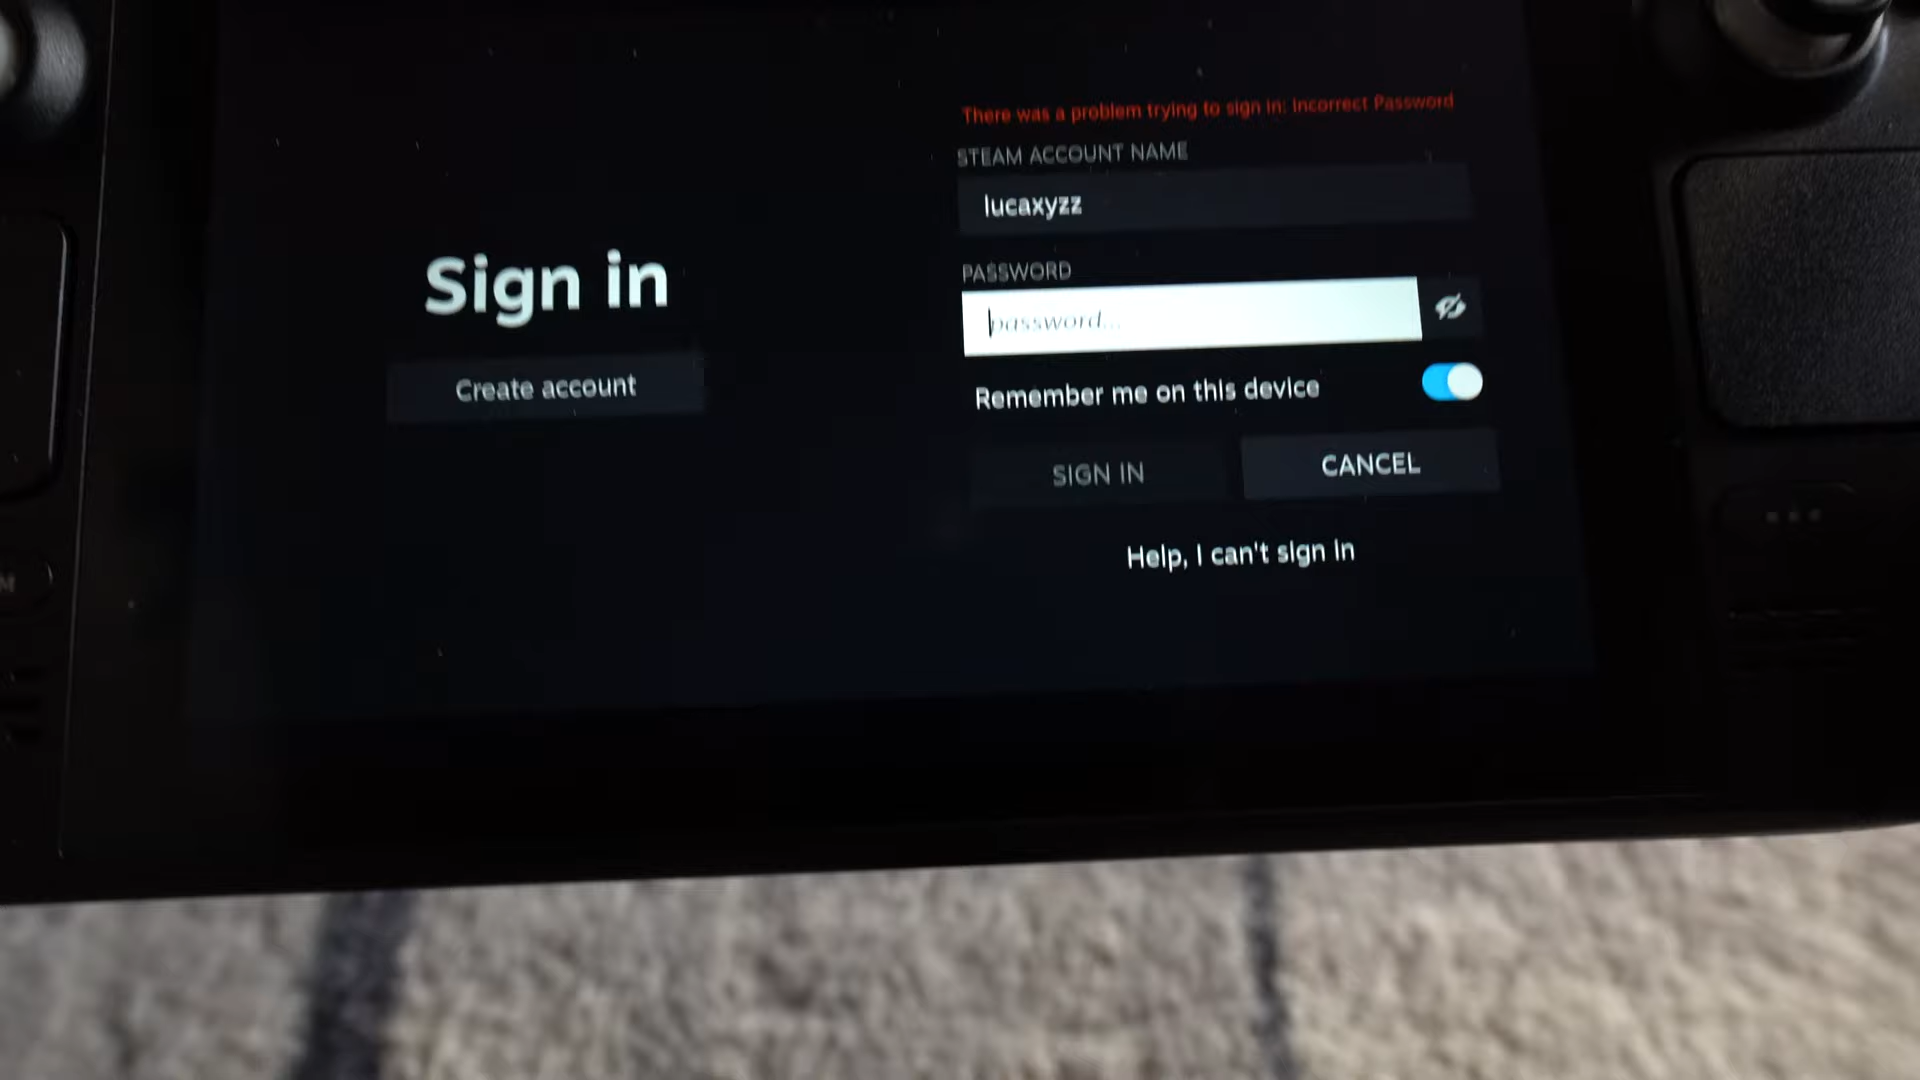 There was a problem trying to sign in: Incorrect Password
STEAM ACCOUNT NAME
lucaxyzz
Sign in
PASSWORD
password...
Create account
Remember me on this device
SIGN IN
CANCEL
Help, I can't sign in